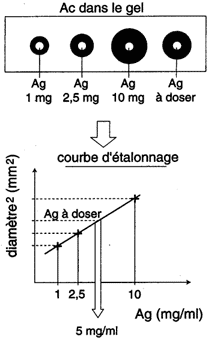 Ac dans le gel
Ag Ag Ag Ag
1 mg 2,5 mg 10 mg à doser
courbe d'étalonnage
diamètre² (mm²)
Ag à doser
1 2,5 10 Ag (mg/ml)
5 mg/ml